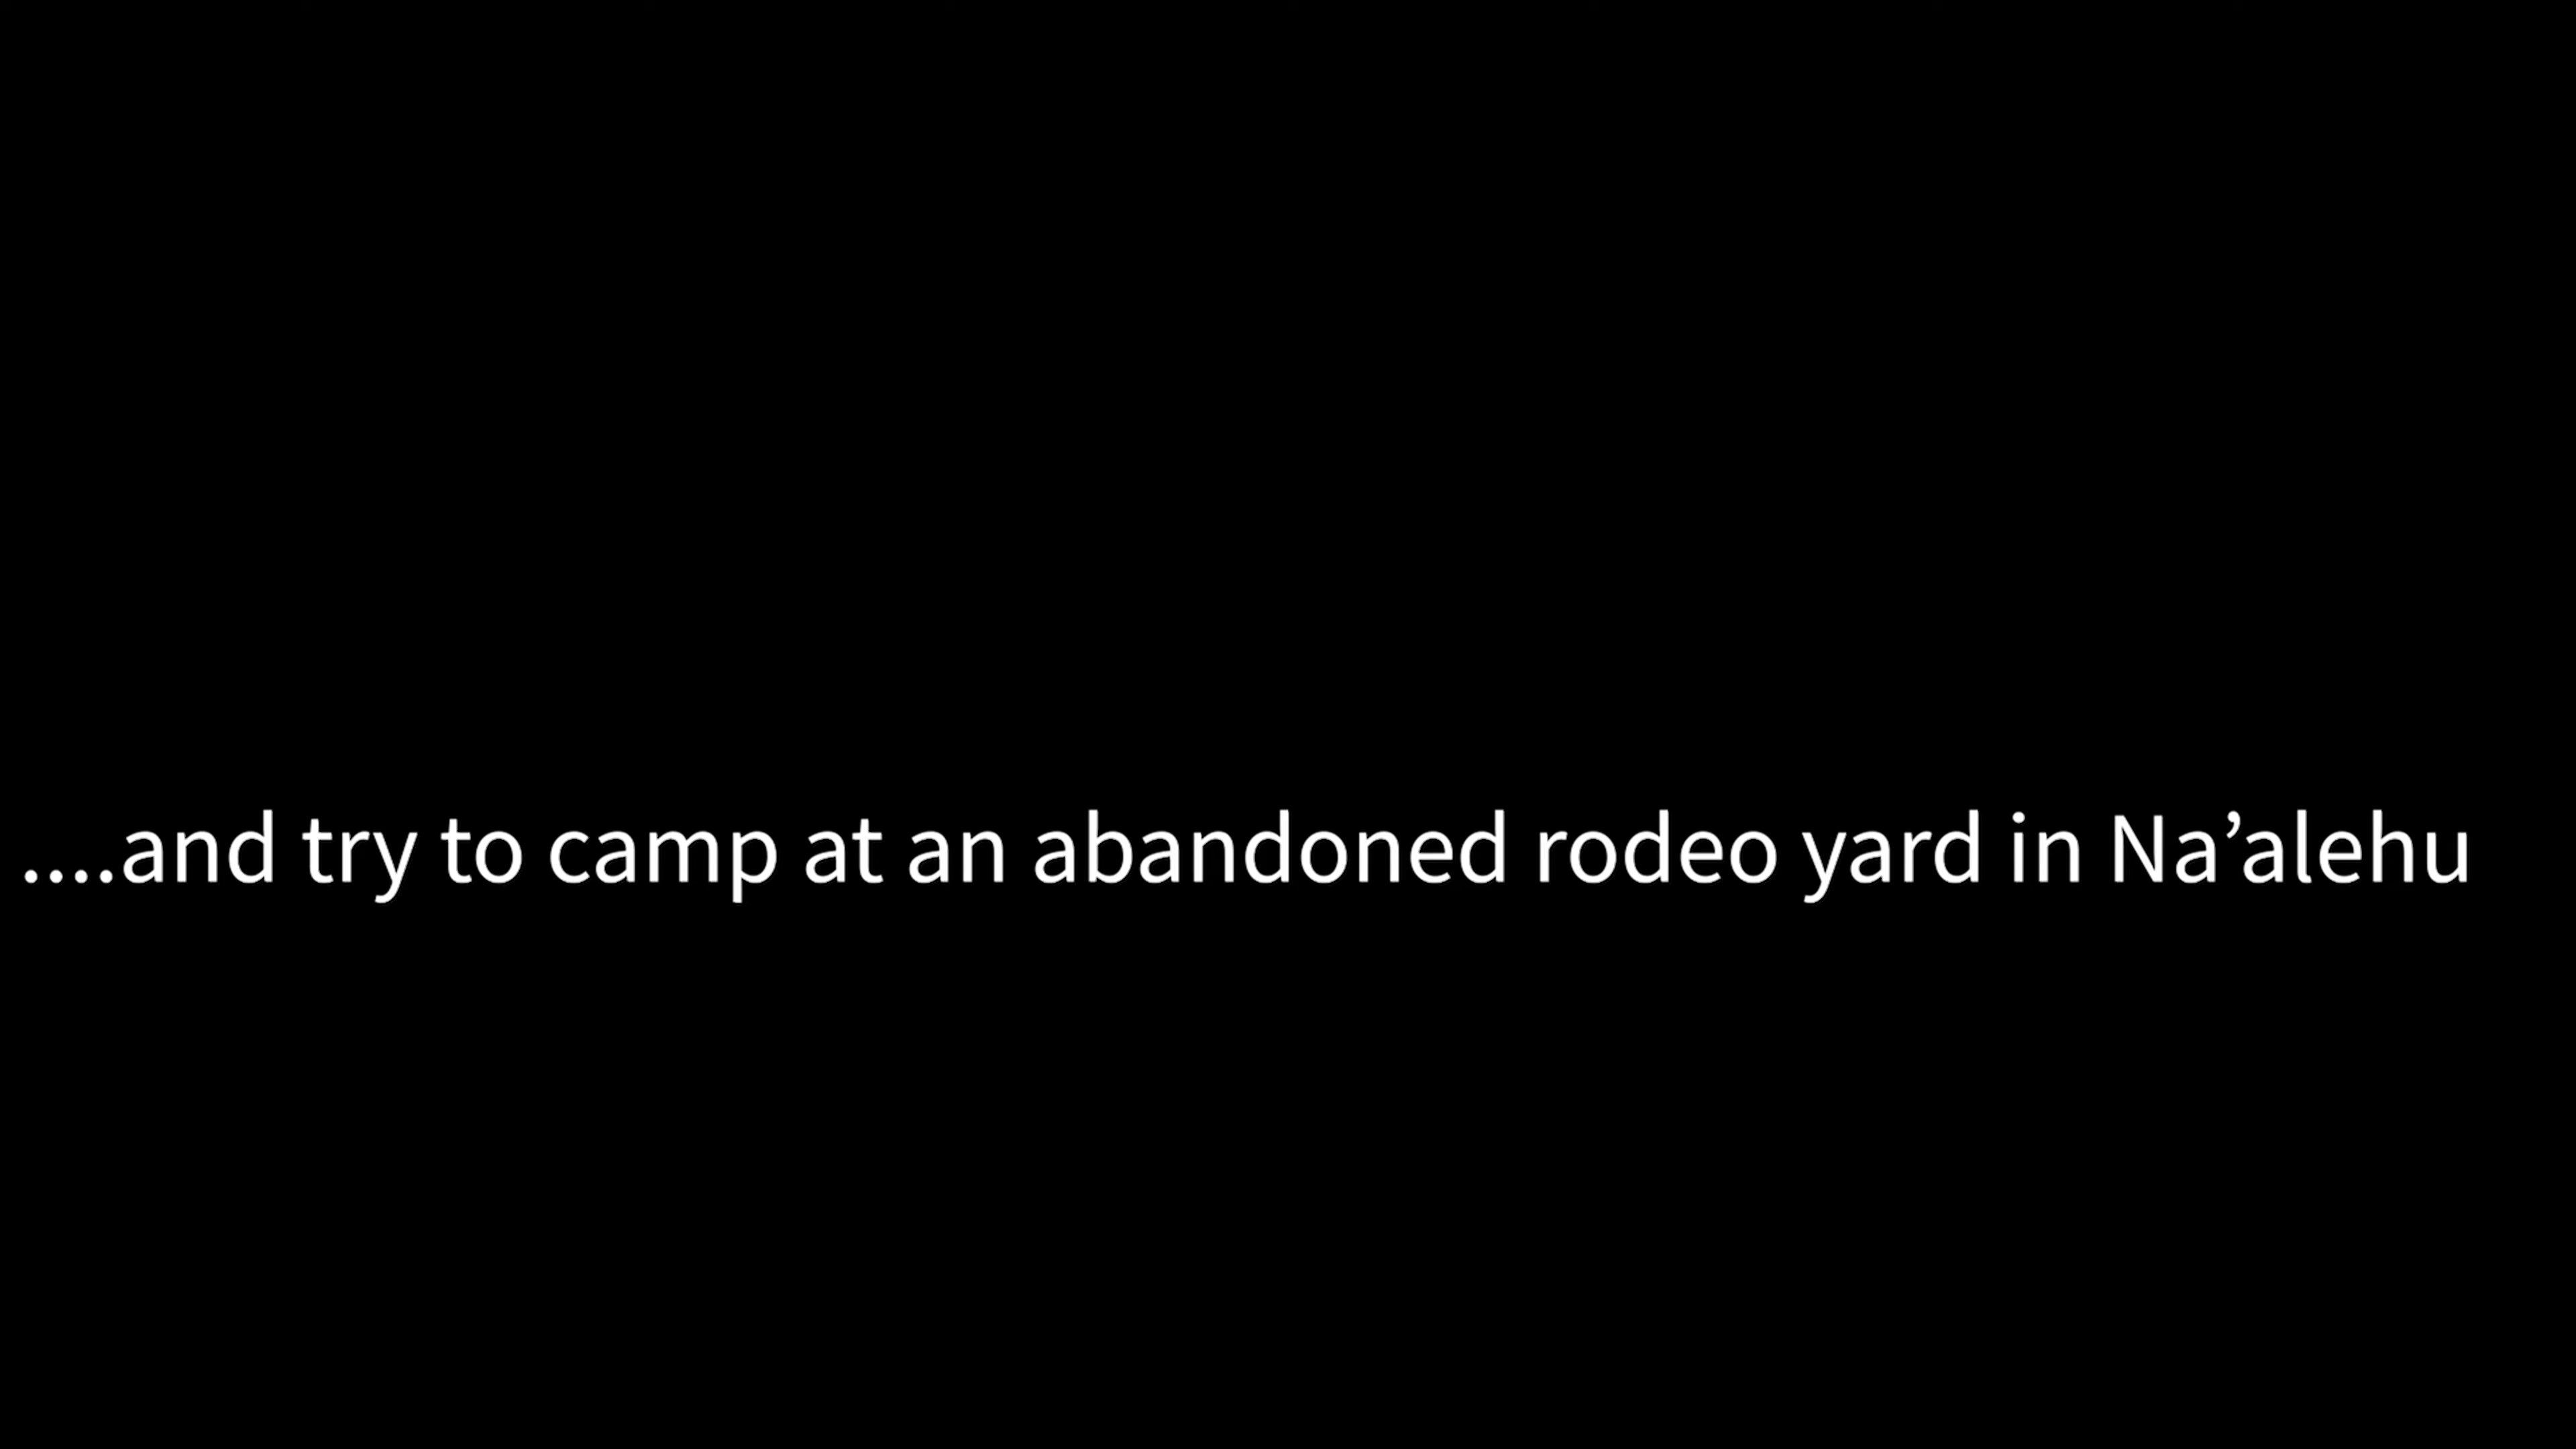 ....and try to camp at an abandoned rodeo yard in Na’alehu